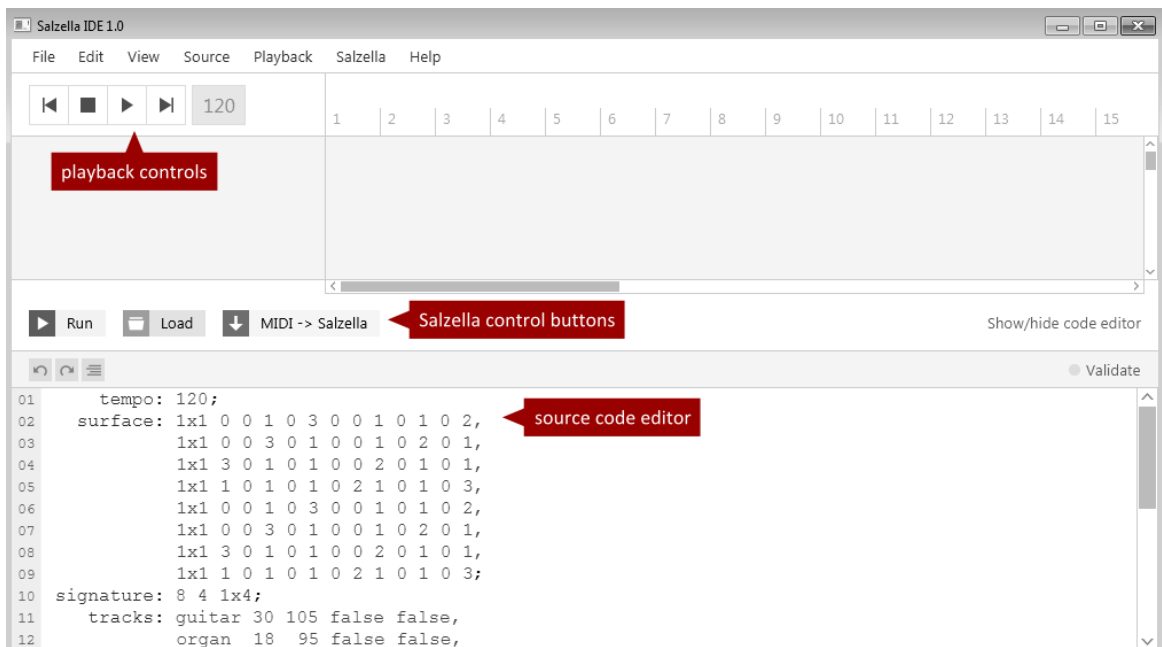 Salzella IDE 1.0
File Edit View Source Playback Salzella Help
120
1 2 3 4 5 6 7 8 9 10 11 12 13 14 15
playback controls
Run Load MIDI -> Salzella Salzella control buttons Show/hide code editor
Validate
01 tempo: 120;
02 surface: 1x1 0 0 1 0 3 0 0 1 0 1 0 2, source code editor
03 1x1 0 0 3 0 1 0 0 1 0 2 0 1,
04 1x1 3 0 1 0 1 0 0 2 0 1 0 1,
05 1x1 1 0 1 0 1 0 2 1 0 1 0 3,
06 1x1 0 0 1 0 3 0 0 1 0 1 0 2,
07 1x1 0 0 3 0 1 0 0 1 0 2 0 1,
08 1x1 3 0 1 0 1 0 0 2 0 1 0 1,
09 1x1 1 0 1 0 1 0 2 1 0 1 0 3;
10 signature: 8 4 1x4;
11 tracks: guitar 30 105 false false,
12 organ 18 95 false false,